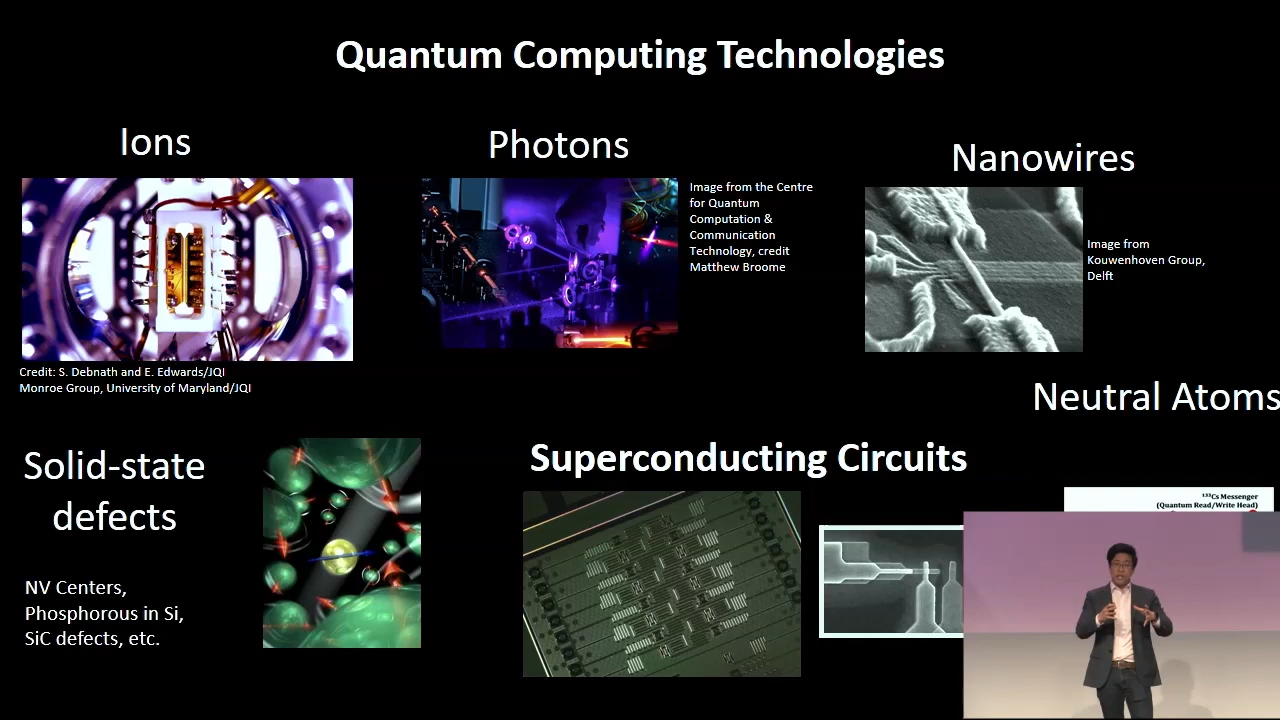 Quantum Computing Technologies
Ions
Photons
Nanowires
Image from the Centre
for Quantum
Computation &
Communication
Technology, credit
Matthew Broome
Image from
Kouwenhoven Group,
Delft
Credit: S. Debnath and E. Edwards/JQI
Monroe Group, University of Maryland/JQI
Neutral Atoms
Solid-state
defects
Superconducting Circuits
NV Centers,
Phosphorous in Si,
SiC defects, etc.
¹³³Cs Messenger
(Quantum Read/Write Head)